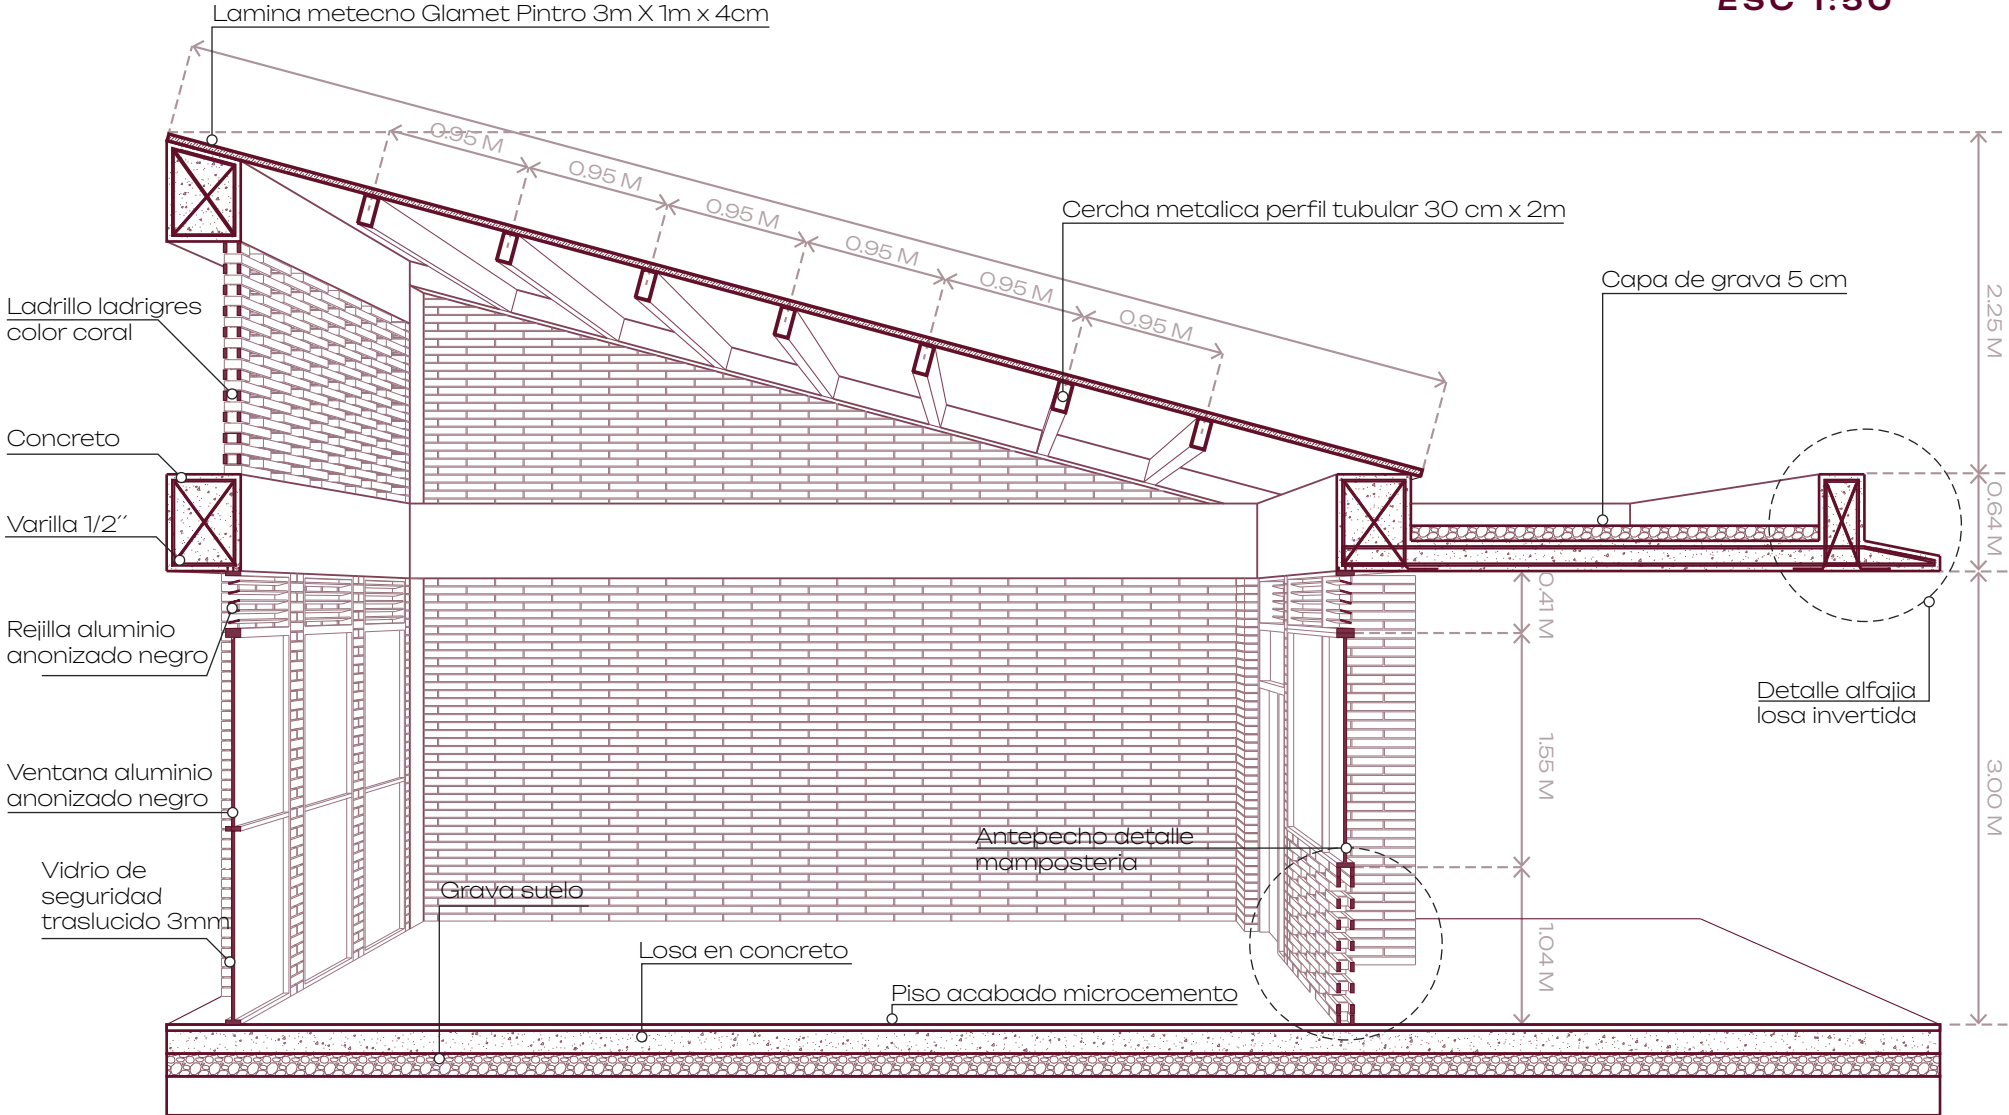 ESC 1:50
Lamina metecno Glamet Pintro 3m X 1m x 4cm
0.95 M
0.95 M
0.95 M
0.95 M
0.95 M
0.95 M
Cercha metalica perfil tubular 30 cm x 2m
Capa de grava 5 cm
2.25 M
Ladrillo ladrigres
color coral
Concreto
Varilla 1/2´´
0.64 M
Rejilla aluminio
anonizado negro
0.41 M
Detalle alfajia
losa invertida
Ventana aluminio
anonizado negro
1.55 M
3.00 M
Antepecho detalle
mamposteria
Vidrio de
seguridad
traslucido 3mm
Grava suelo
Losa en concreto
1.04 M
Piso acabado microcemento